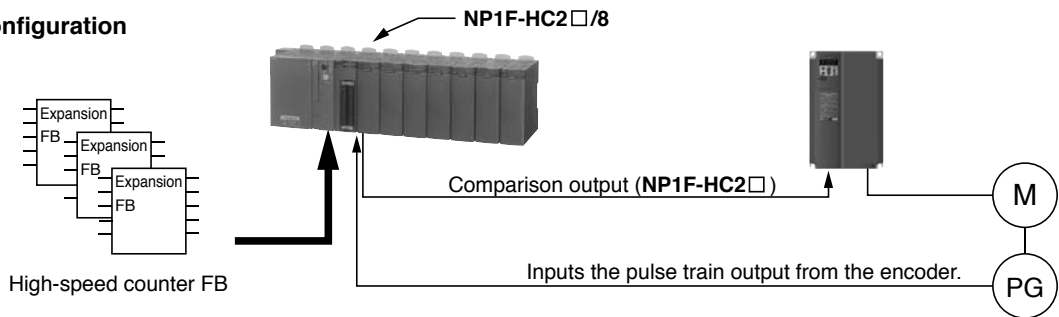 onfiguration
NP1F-HC2□/8
Expansion
FB
Expansion
FB
Expansion
FB
High-speed counter FB
Comparison output (NP1F-HC2□)
Inputs the pulse train output from the encoder.
M
PG